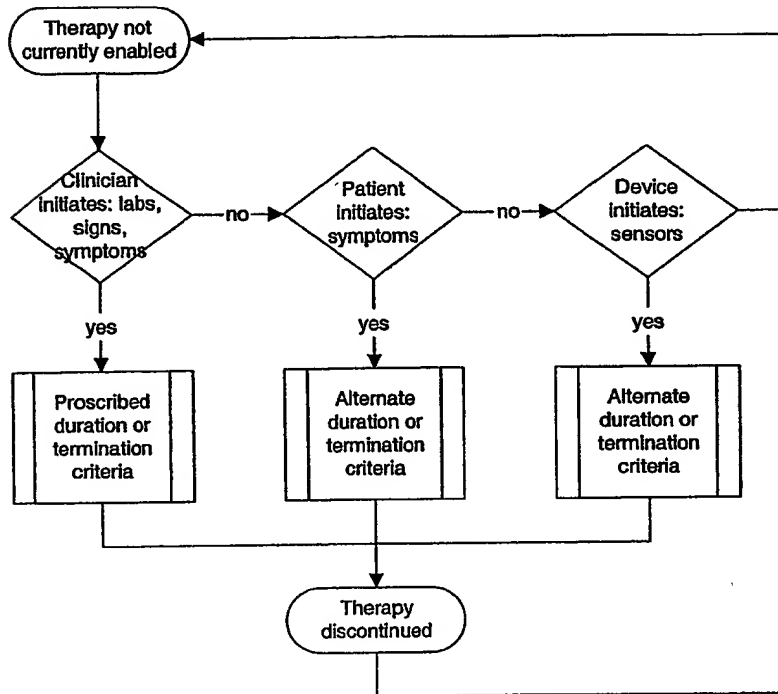 Therapy not
currently enabled
Clinician
initiates: labs,
signs,
symptoms
no
Patient
initiates:
symptoms
no
Device
initiates:
sensors
yes
yes
yes
Proscribed
duration or
termination
criteria
Alternate
duration or
termination
criteria
Alternate
duration or
termination
criteria
Therapy
discontinued